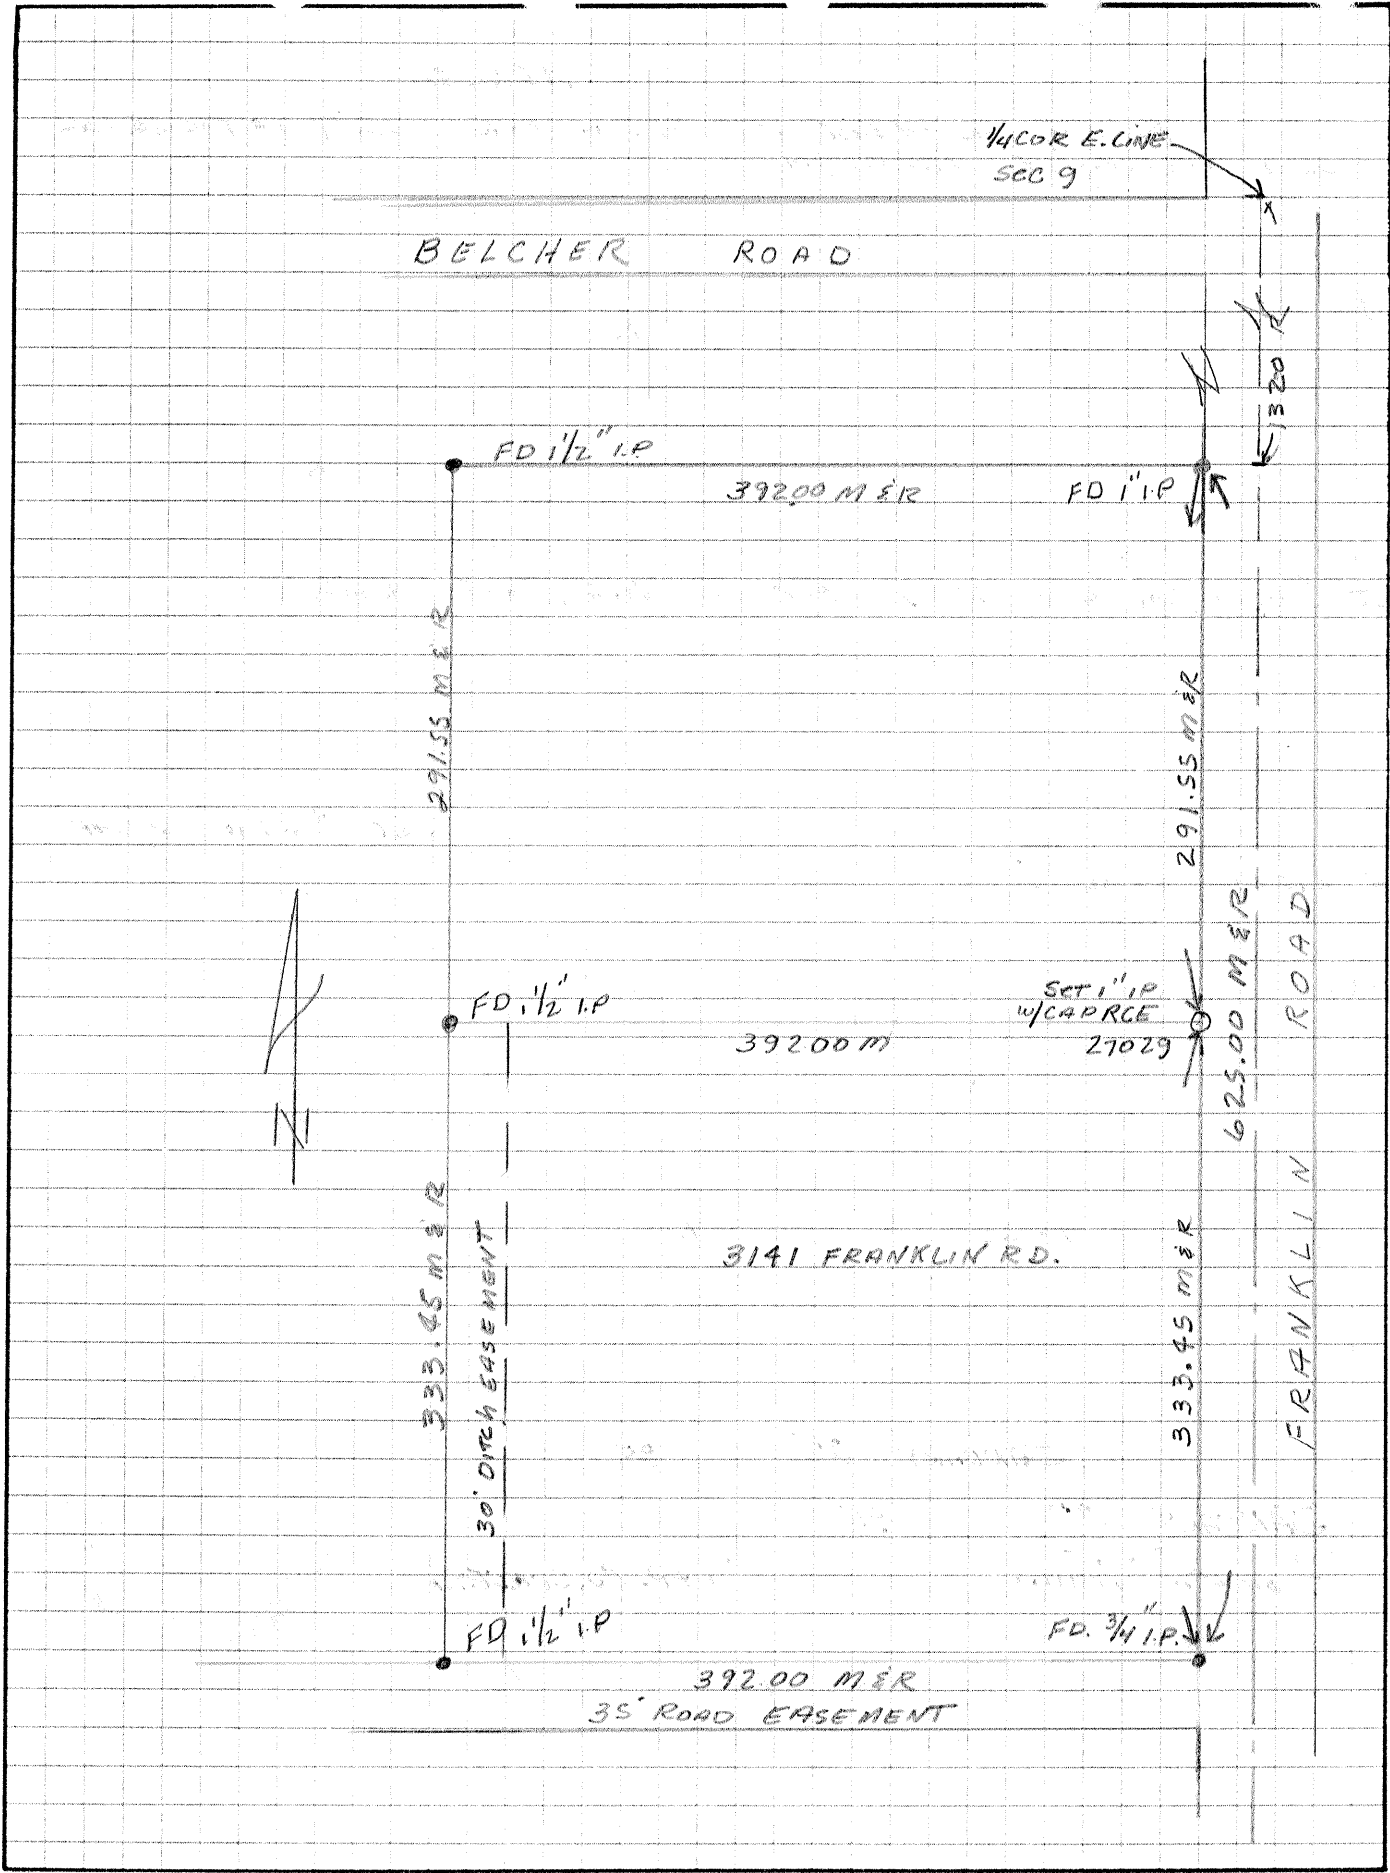 1/4 COR E. LINE
SEC 9
BELCHER ROAD
1320 R
FD 1 1/2" I.P
392.00 M & R
FD 1" I.P
291.55 M & R
291.55 M & R
625.00 M & R
FRANKLIN ROAD
N
FD 1 1/2" I.P
SET 1" IP
W/CAP RCE
27029
392.00 M
333.45 M & R
30' DITCH EASEMENT
3141 FRANKLIN RD.
333.45 M & R
FD 1 1/2" I.P
FD. 3/4" I.P.
392.00 M & R
35' ROAD EASEMENT